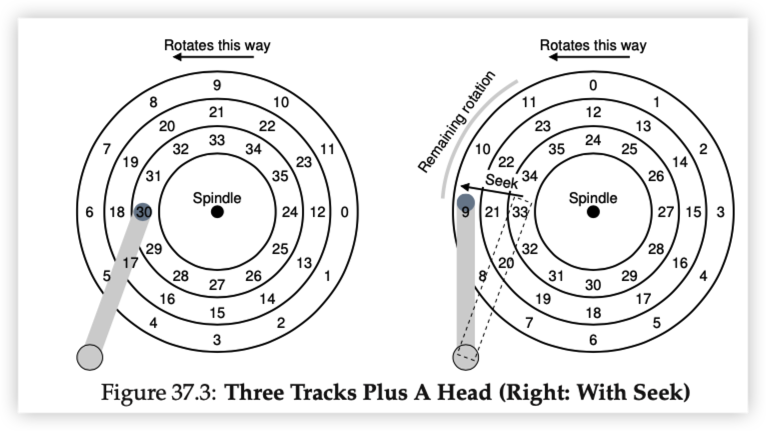 Rotates this way
9
8 10
21
20 22
33
7 32 34 11
19 23
31 35
Spindle
6 18 30 24 12 0
29 25
17 13
5 28 26 1
27
16 14
15
4 2
3
Rotates this way
Remaining rotation
0
11 1
12
23 13
24
10 35 25 2
22 14
34 26
Seek
Spindle
9 21 33 27 15 3
32 28
20 16
8 31 29 4
30
19 17
18
7 5
6
Figure 37.3: Three Tracks Plus A Head (Right: With Seek)